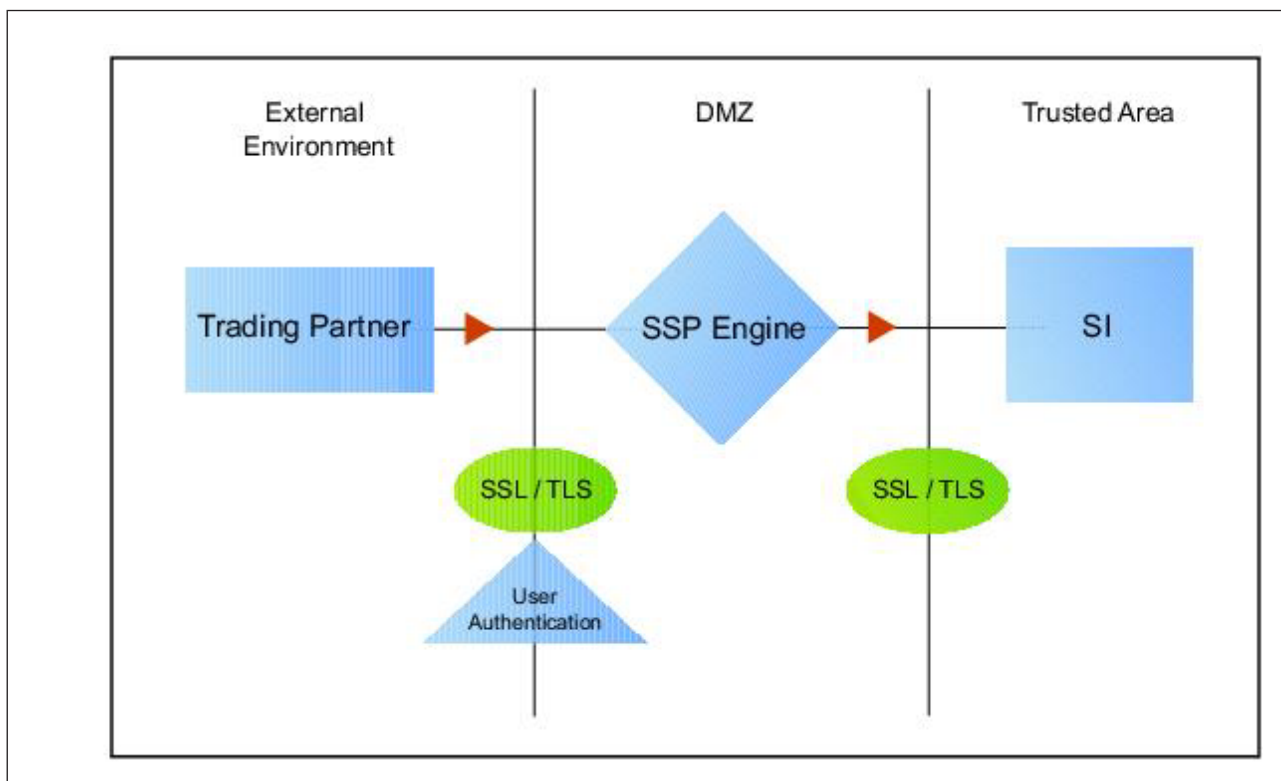 External
Environment
DMZ
Trusted Area
Trading Partner
SSP Engine
SI
SSL / TLS
SSL / TLS
User
Authentication